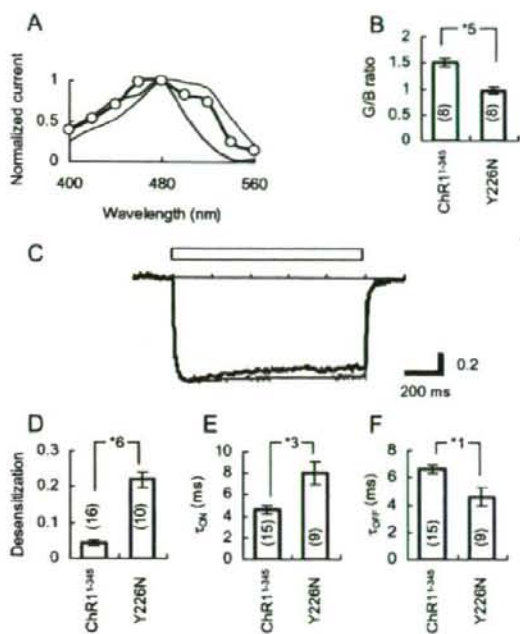 A
Normalized current
1
0.5
0
400 480 560
Wavelength (nm)
B
*5
G/B ratio
2
1.5
1
0.5
0
(8)
(8)
ChR1¹⁻³⁴⁵
Y226N
C
0.2
200 ms
D
*6
Desensitization
0.3
0.2
0.1
0
(16)
(10)
ChR1¹⁻³⁴⁵
Y226N
E
*3
τON (ms)
10
8
6
4
2
0
(15)
(9)
ChR1¹⁻³⁴⁵
Y226N
F
*1
τOFF (ms)
8
6
4
2
0
(15)
(9)
ChR1¹⁻³⁴⁵
Y226N